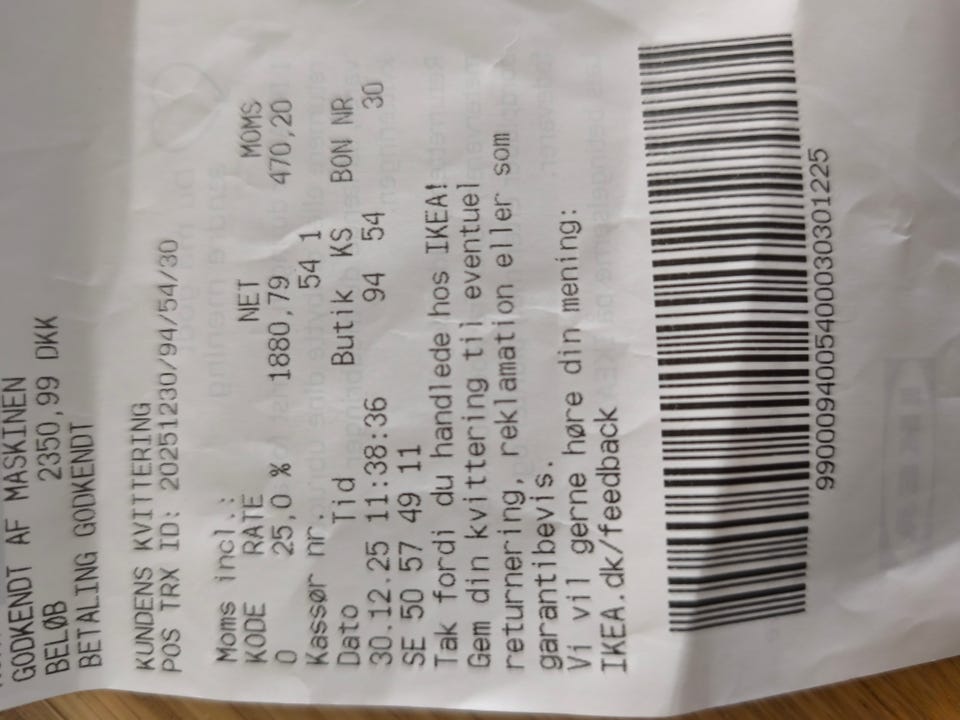 GODKENDT AF MASKINEN
BELØB 2350,99 DKK
BETALING GODKENDT
KUNDENS KVITTERING
POS TRX ID: 20251230/94/54/30
Moms incl.:
KODE RATE NET MOMS
0 25,0 % 1880,79 470,20
Kassør nr.: 54 1
Dato Tid Butik KS BON NR
30.12.25 11:38:36 94 54 30
SE 50 57 49 11
Tak fordi du handlede hos IKEA!
Gem din kvittering ti eventuel
returnering, reklamation eller som
garantibevis.
Vi vil gerne høre din mening:
IKEA.dk/feedback
9900094005400030301225